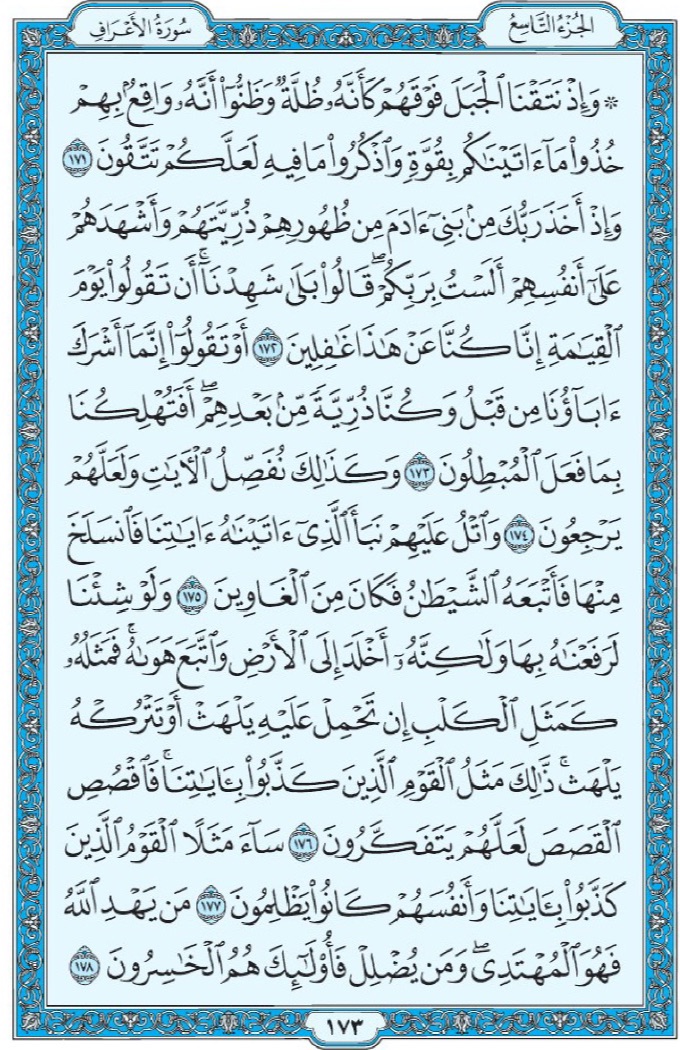 سُورَةُ الأَعْرَافِ
الجُزْءُ التَّاسِعُ
۞ وَإِذْ نَتَقْنَا ٱلْجَبَلَ فَوْقَهُمْ كَأَنَّهُۥ ظُلَّةٌ وَظَنُّوٓا۟ أَنَّهُۥ وَاقِعٌۢ بِهِمْ
خُذُوا۟ مَآ ءَاتَيْنَٰكُم بِقُوَّةٍ وَٱذْكُرُوا۟ مَا فِيهِ لَعَلَّكُمْ تَتَّقُونَ ١٧١
وَإِذْ أَخَذَ رَبُّكَ مِنۢ بَنِىٓ ءَادَمَ مِن ظُهُورِهِمْ ذُرِّيَّتَهُمْ وَأَشْهَدَهُمْ
عَلَىٰٓ أَنفُسِهِمْ أَلَسْتُ بِرَبِّكُمْ ۖ قَالُوا۟ بَلَىٰ شَهِدْنَآ ۛ أَن تَقُولُوا۟ يَوْمَ
ٱلْقِيَٰمَةِ إِنَّا كُنَّا عَنْ هَٰذَا غَٰفِلِينَ ١٧٢ أَوْ تَقُولُوٓا۟ إِنَّمَآ أَشْرَكَ
ءَابَآؤُنَا مِن قَبْلُ وَكُنَّا ذُرِّيَّةً مِّنۢ بَعْدِهِمْ ۖ أَفَتُهْلِكُنَا
بِمَا فَعَلَ ٱلْمُبْطِلُونَ ١٧٣ وَكَذَٰلِكَ نُفَصِّلُ ٱلْءَايَٰتِ وَلَعَلَّهُمْ
يَرْجِعُونَ ١٧٤ وَٱتْلُ عَلَيْهِمْ نَبَأَ ٱلَّذِىٓ ءَاتَيْنَٰهُ ءَايَٰتِنَا فَٱنسَلَخَ
مِنْهَا فَأَتْبَعَهُ ٱلشَّيْطَٰنُ فَكَانَ مِنَ ٱلْغَاوِينَ ١٧٥ وَلَوْ شِئْنَا
لَرَفَعْنَٰهُ بِهَا وَلَٰكِنَّهُۥٓ أَخْلَدَ إِلَى ٱلْأَرْضِ وَٱتَّبَعَ هَوَىٰهُ ۚ فَمَثَلُهُۥ
كَمَثَلِ ٱلْكَلْبِ إِن تَحْمِلْ عَلَيْهِ يَلْهَثْ أَوْ تَتْرُكْهُ
يَلْهَث ۚ ذَّٰلِكَ مَثَلُ ٱلْقَوْمِ ٱلَّذِينَ كَذَّبُوا۟ بِـَٔايَٰتِنَا ۚ فَٱقْصُصِ
ٱلْقَصَصَ لَعَلَّهُمْ يَتَفَكَّرُونَ ١٧٦ سَآءَ مَثَلًا ٱلْقَوْمُ ٱلَّذِينَ
كَذَّبُوا۟ بِـَٔايَٰتِنَا وَأَنفُسَهُمْ كَانُوا۟ يَظْلِمُونَ ١٧٧ مَن يَهْدِ ٱللَّهُ
فَهُوَ ٱلْمُهْتَدِى ۖ وَمَن يُضْلِلْ فَأُو۟لَٰٓئِكَ هُمُ ٱلْخَٰسِرُونَ ١٧٨
١٧٣